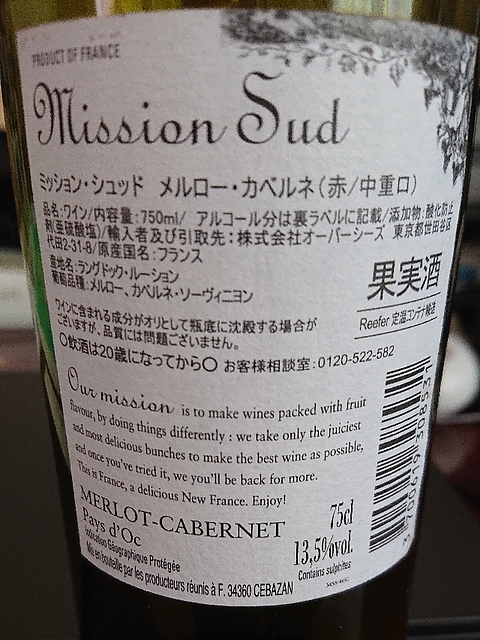 PRODUCT OF FRANCE
Mission Sud
ミッション・シュッド メルロー・カベルネ(赤/中重口)
品名:ワイン/内容量:750ml/ アルコール分は裏ラベルに記載/添加物:酸化防止
剤(亜硫酸塩)/輸入者及び引取先:株式会社オーバーシーズ 東京都世田谷区
代田2-31-8/原産国名:フランス
産地名:ラングドック・ルーション
葡萄品種:メルロー、カベルネ・ソーヴィニヨン
果実酒
Reefer 定温コンテナ輸送
ワインに含まれる成分がオリとして瓶底に沈殿する場合が
ございますが、品質には問題ございません。
〇飲酒は20歳になってから〇 お客様相談室:0120-522-582
Our mission is to make wines packed with fruit
flavour, by doing things differently : we take only the juiciest
and most delicious bunches to make the best wine as possible,
and once you've tried it, we'll be back for more.
This is France, a delicious New France. Enjoy!
MERLOT-CABERNET
Pays d'Oc
Indication Géographique Protégée
Mis en bouteille par les producteurs réunis à F. 34360 CEBAZAN
75cl
13,5%vol.
Contains sulphites
3 700619 308531